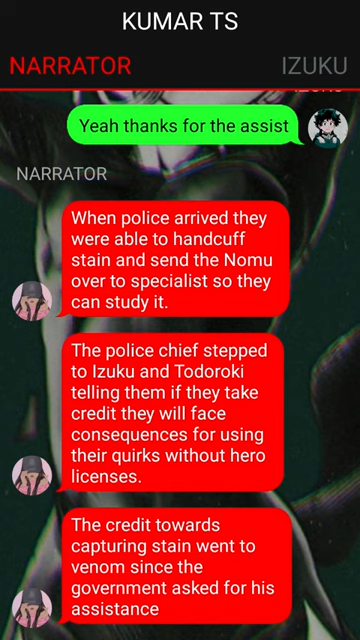 KUMAR TS
NARRATOR
IZUKU
Yeah thanks for the assist
NARRATOR
When police arrived they
were able to handcuff
stain and send the Nomu
over to specialist so they
can study it.
The police chief stepped
to Izuku and Todoroki
telling them if they take
credit they will face
consequences for using
their quirks without hero
licenses.
The credit towards
capturing stain went to
venom since the
government asked for his
assistance